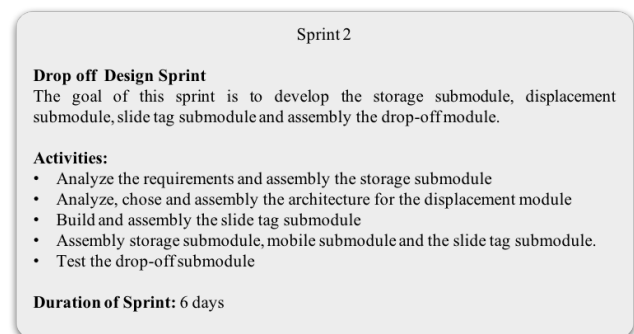 Sprint 2
Drop off Design Sprint
The goal of this sprint is to develop the storage submodule, displacement
submodule, slide tag submodule and assembly the drop-off module.
Activities:
• Analyze the requirements and assembly the storage submodule
• Analyze, chose and assembly the architecture for the displacement module
• Build and assembly the slide tag submodule
• Assembly storage submodule, mobile submodule and the slide tag submodule.
• Test the drop-off submodule
Duration of Sprint: 6 days